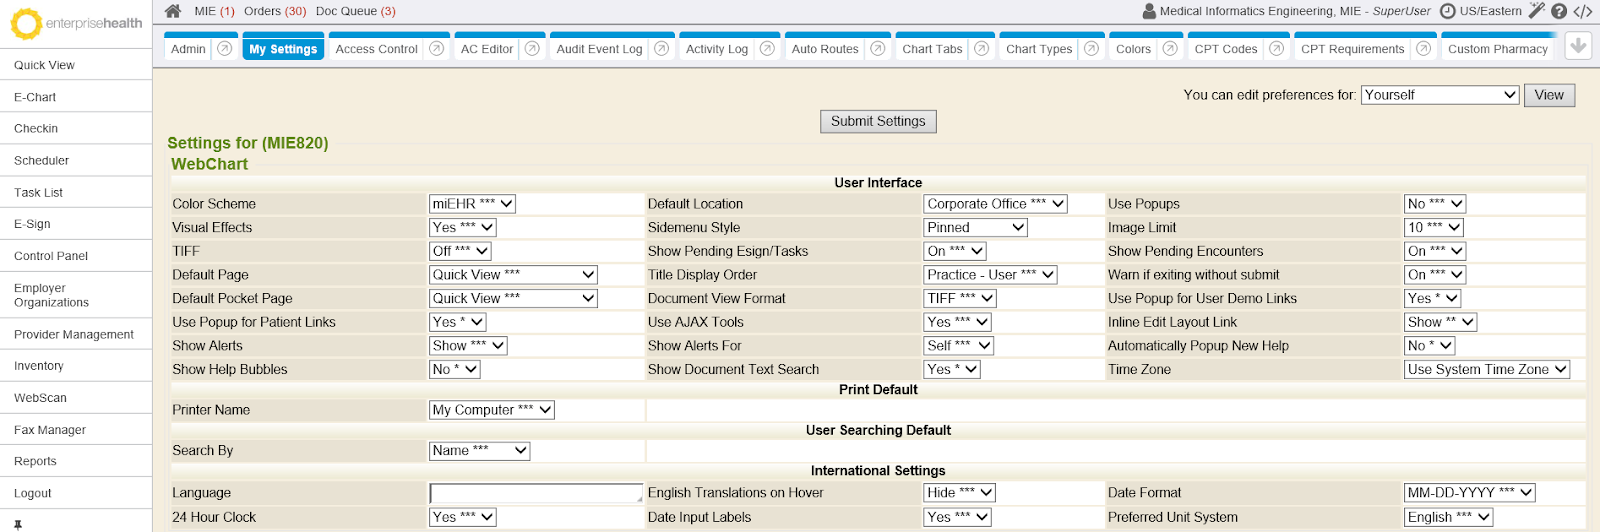 enterprisehealth
MIE (1) Orders (30) Doc Queue (3)
Medical Informatics Engineering, MIE - SuperUser US/Eastern
Admin My Settings Access Control AC Editor Audit Event Log Activity Log Auto Routes Chart Tabs Chart Types Colors CPT Codes CPT Requirements Custom Pharmacy
Quick View
E-Chart
Checkin
Scheduler
Task List
E-Sign
Control Panel
Employer
Organizations
Provider Management
Inventory
WebScan
Fax Manager
Reports
Logout
You can edit preferences for: Yourself View
Submit Settings
Settings for (MIE820)
WebChart
User Interface
Color Scheme miEHR *** Default Location Corporate Office *** Use Popups No ***
Visual Effects Yes *** Sidemenu Style Pinned Image Limit 10 ***
TIFF Off *** Show Pending Esign/Tasks On *** Show Pending Encounters On ***
Default Page Quick View *** Title Display Order Practice - User *** Warn if exiting without submit On ***
Default Pocket Page Quick View *** Document View Format TIFF *** Use Popup for User Demo Links Yes *
Use Popup for Patient Links Yes * Use AJAX Tools Yes *** Inline Edit Layout Link Show **
Show Alerts Show *** Show Alerts For Self *** Automatically Popup New Help No *
Show Help Bubbles No * Show Document Text Search Yes * Time Zone Use System Time Zone
Print Default
Printer Name My Computer ***
User Searching Default
Search By Name ***
International Settings
Language English Translations on Hover Hide *** Date Format MM-DD-YYYY ***
24 Hour Clock Yes *** Date Input Labels Yes *** Preferred Unit System English ***